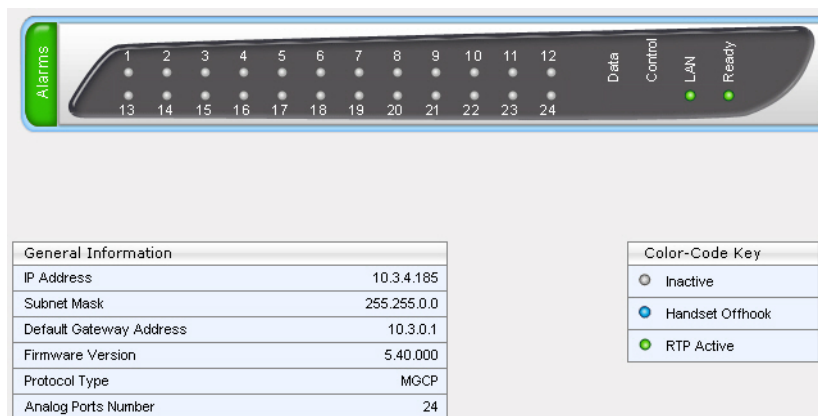 Alarms
1 2 3 4 5 6 7 8 9 10 11 12
13 14 15 16 17 18 19 20 21 22 23 24
Data
Control
LAN
Ready
General Information
IP Address 10.3.4.185
Subnet Mask 255.255.0.0
Default Gateway Address 10.3.0.1
Firmware Version 5.40.000
Protocol Type MGCP
Analog Ports Number 24
Color-Code Key
Inactive
Handset Offhook
RTP Active